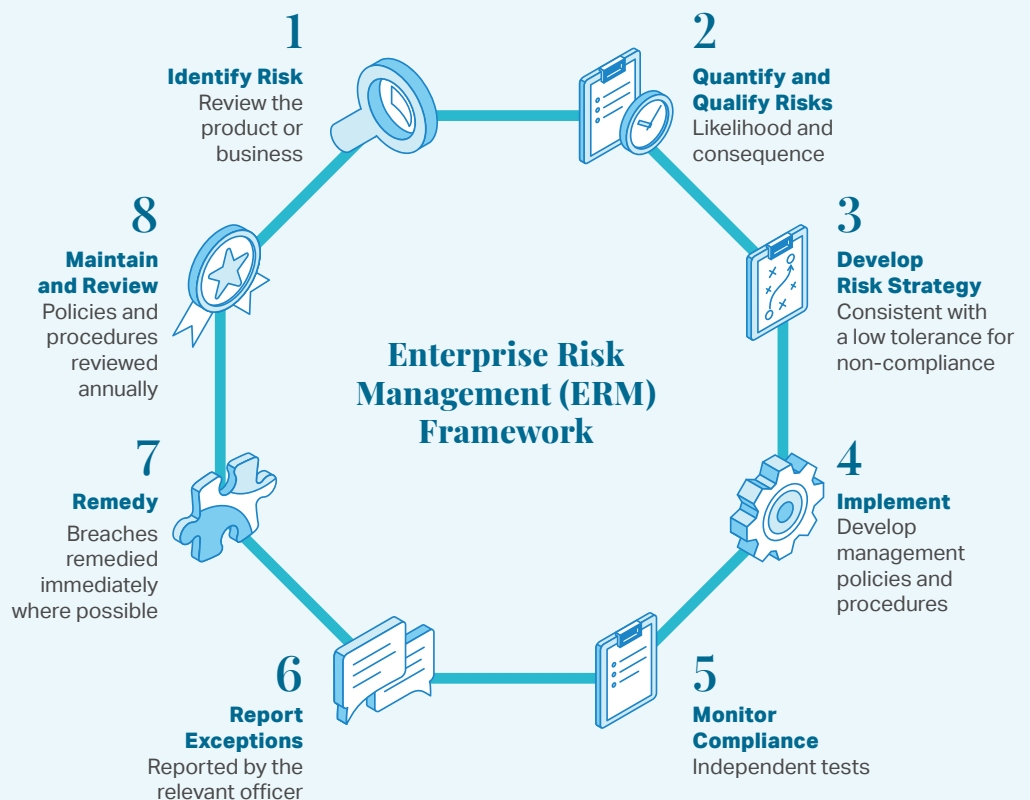 1
Identify Risk
Review the
product or
business
2
Quantify and
Qualify Risks
Likelihood and
consequence
3
Develop
Risk Strategy
Consistent with
a low tolerance for
non-compliance
4
Implement
Develop
management
policies and
procedures
5
Monitor
Compliance
Independent tests
6
Report
Exceptions
Reported by the
relevant officer
7
Remedy
Breaches
remedied
immediately
where possible
8
Maintain
and Review
Policies and
procedures
reviewed
annually
Enterprise Risk
Management (ERM)
Framework